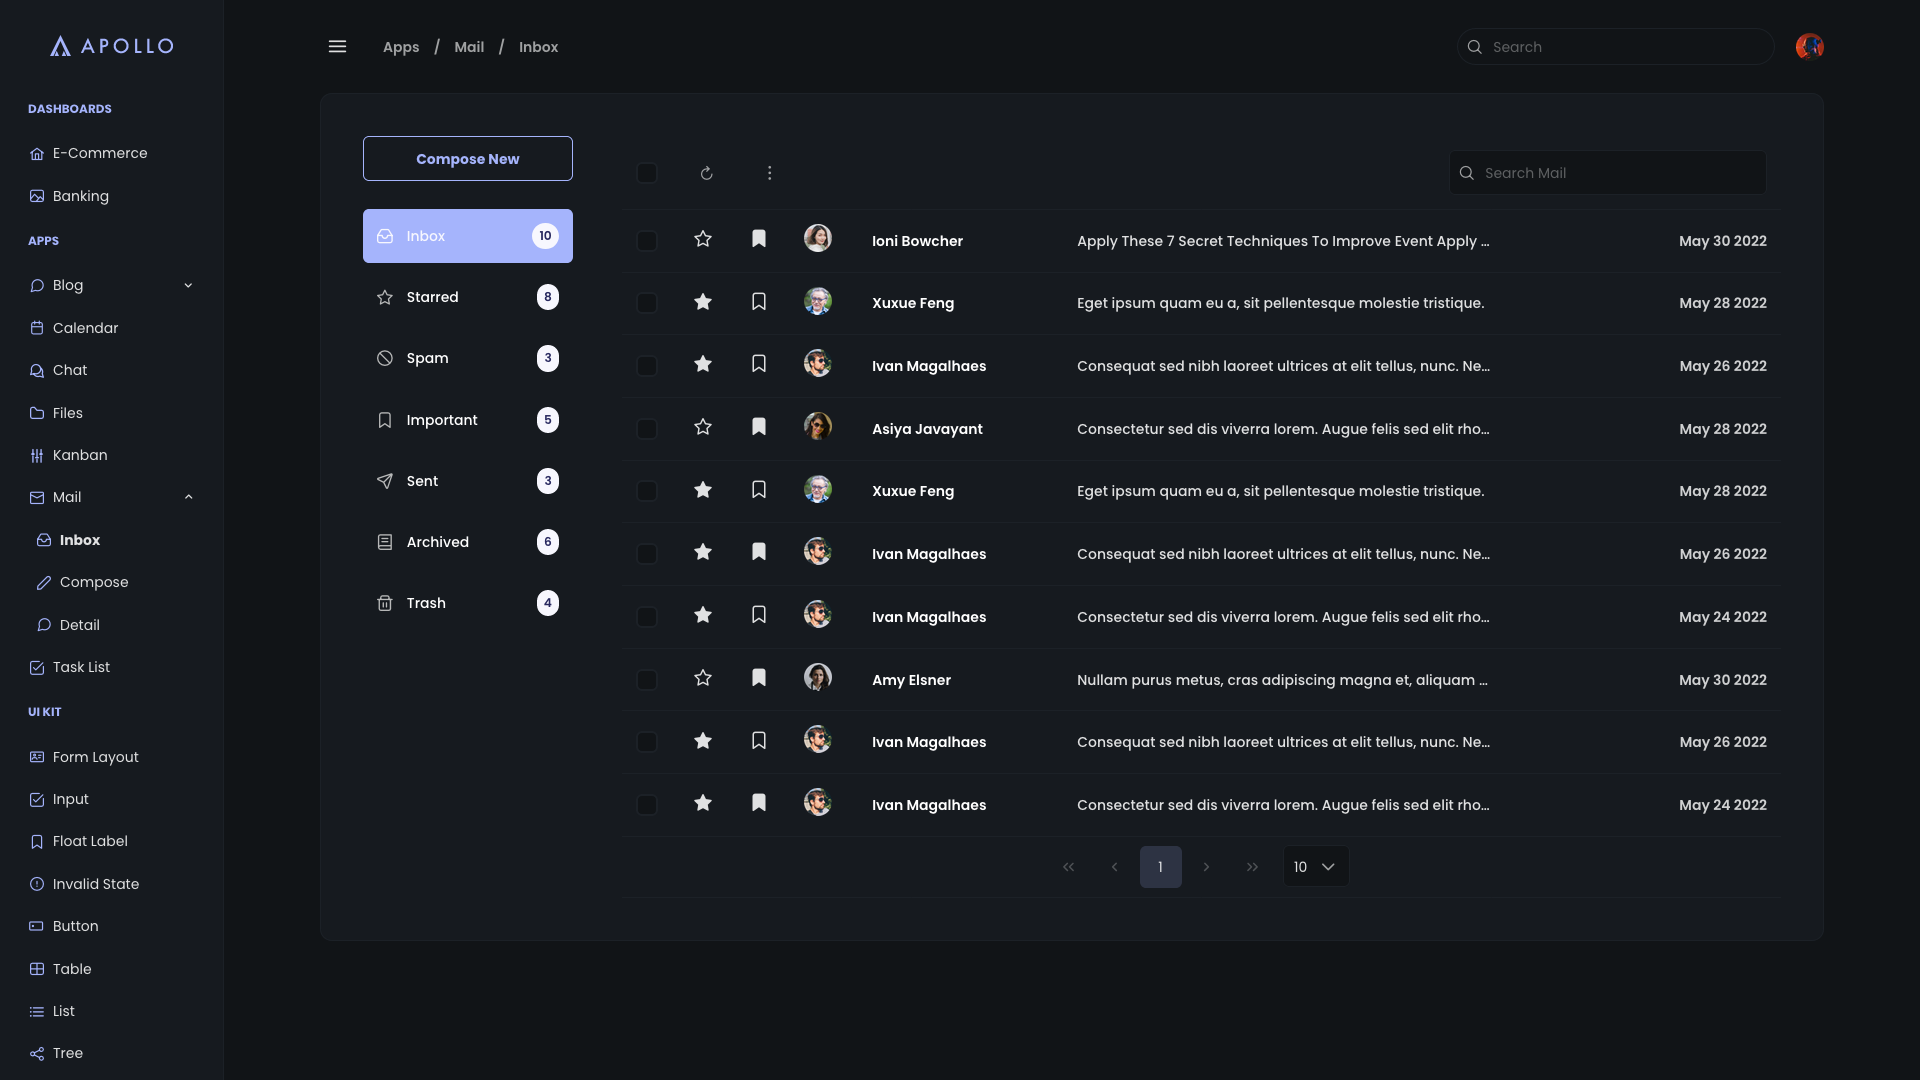 APOLLO
DASHBOARDS
E-Commerce
Banking
APPS
Blog
Calendar
Chat
Files
Kanban
Mail
Inbox
Compose
Detail
Task List
UI KIT
Form Layout
Input
Float Label
Invalid State
Button
Table
List
Tree
Apps / Mail / Inbox
Search
Compose New
Inbox 10
Starred 8
Spam 3
Important 5
Sent 3
Archived 6
Trash 4
Search Mail
Ioni Bowcher Apply These 7 Secret Techniques To Improve Event Apply ... May 30 2022
Xuxue Feng Eget ipsum quam eu a, sit pellentesque molestie tristique. May 28 2022
Ivan Magalhaes Consequat sed nibh laoreet ultrices at elit tellus, nunc. Ne... May 26 2022
Asiya Javayant Consectetur sed dis viverra lorem. Augue felis sed elit rho... May 28 2022
Xuxue Feng Eget ipsum quam eu a, sit pellentesque molestie tristique. May 28 2022
Ivan Magalhaes Consequat sed nibh laoreet ultrices at elit tellus, nunc. Ne... May 26 2022
Ivan Magalhaes Consectetur sed dis viverra lorem. Augue felis sed elit rho... May 24 2022
Amy Elsner Nullam purus metus, cras adipiscing magna et, aliquam ... May 30 2022
Ivan Magalhaes Consequat sed nibh laoreet ultrices at elit tellus, nunc. Ne... May 26 2022
Ivan Magalhaes Consectetur sed dis viverra lorem. Augue felis sed elit rho... May 24 2022
1 10